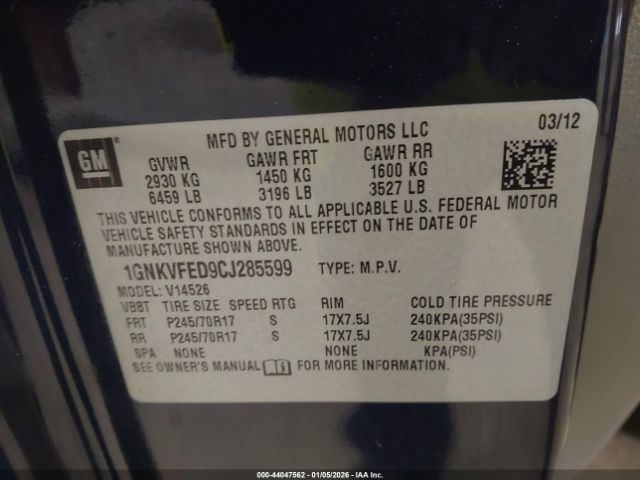 GM
MFD BY GENERAL MOTORS LLC
03/12
GVWR GAWR FRT GAWR RR
2930 KG 1450 KG 1600 KG
6459 LB 3196 LB 3527 LB
THIS VEHICLE CONFORMS TO ALL APPLICABLE U.S. FEDERAL MOTOR
VEHICLE SAFETY STANDARDS IN EFFECT ON THE DATE OF
MANUFACTURE SHOWN ABOVE.
1GNKVFED9CJ285599 TYPE: M.P.V.
MODEL: V14526
VBBT TIRE SIZE SPEED RTG RIM COLD TIRE PRESSURE
FRT P245/70R17 S 17X7.5J 240KPA(35PSI)
RR P245/70R17 S 17X7.5J 240KPA(35PSI)
SPA NONE NONE KPA(PSI)
SEE OWNER'S MANUAL i FOR MORE INFORMATION.
000-44047562 - 01/05/2026 - IAAI, Inc.